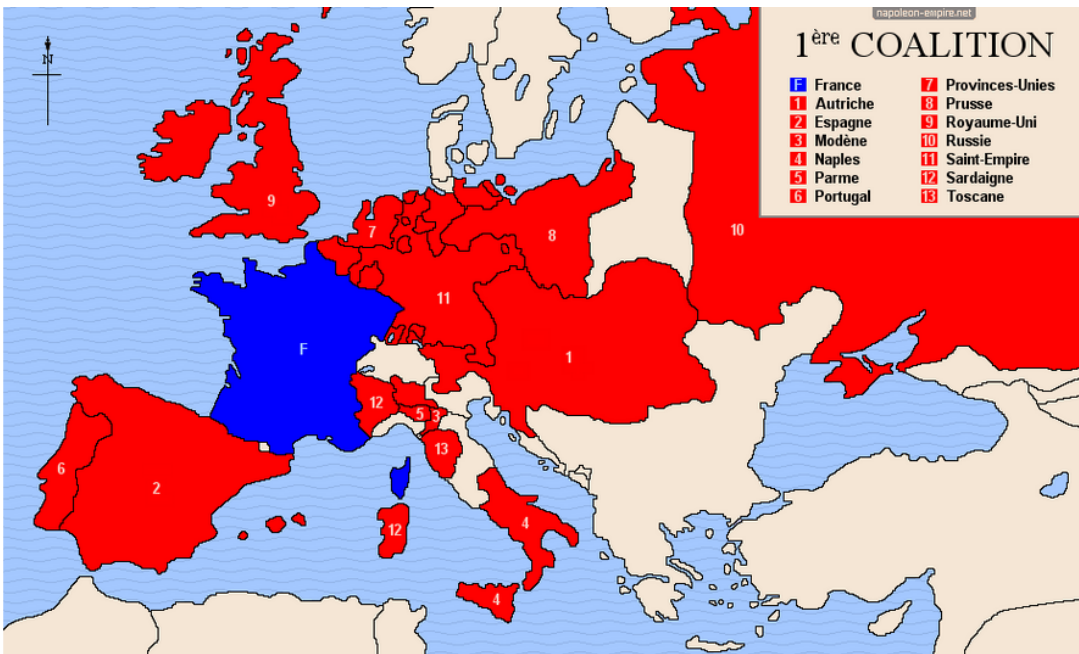 napoleon-empire.net
1ère COALITION
F France
1 Autriche
2 Espagne
3 Modène
4 Naples
5 Parme
6 Portugal
7 Provinces-Unies
8 Prusse
9 Royaume-Uni
10 Russie
11 Saint-Empire
12 Sardaigne
13 Toscane
N
9
7
8
10
11
F
1
12
5
3
13
6
2
12
4
4